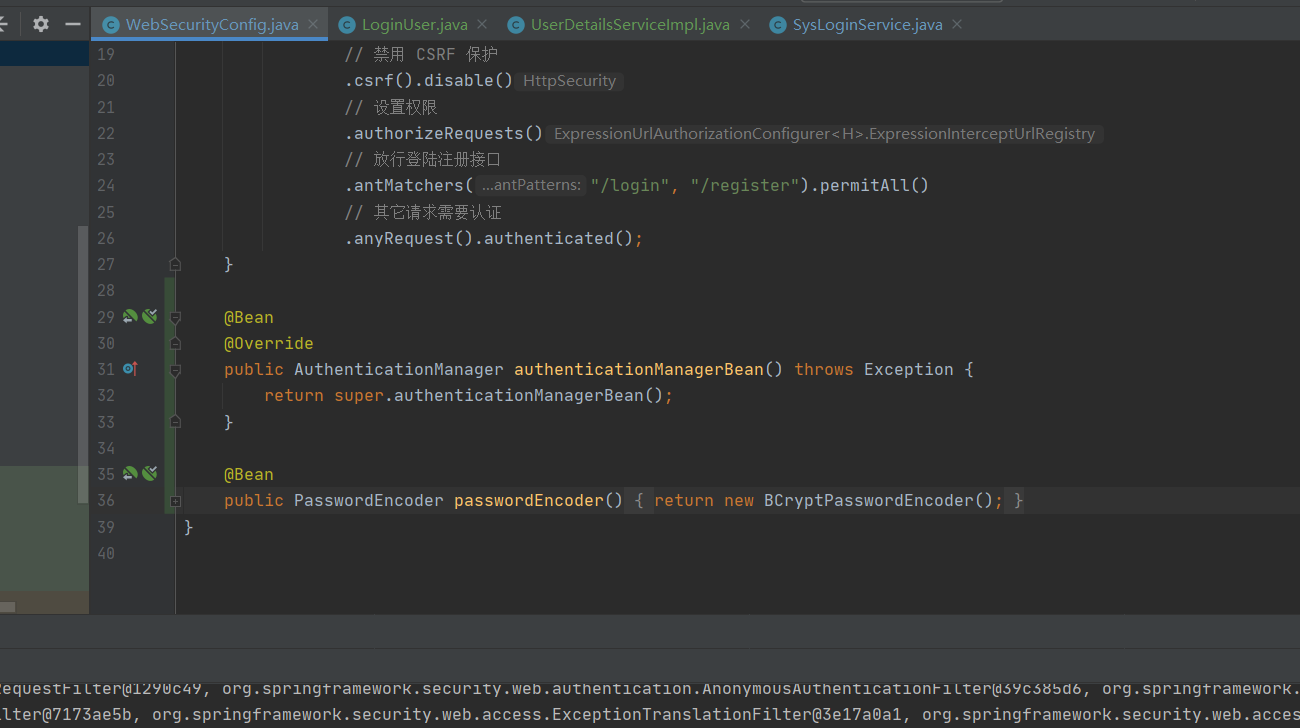 WebSecurityConfig.java
LoginUser.java
UserDetailsServiceImpl.java
SysLoginService.java
19 // 禁用 CSRF 保护
20 .csrf().disable() HttpSecurity
21 // 设置权限
22 .authorizeRequests() ExpressionUrlAuthorizationConfigurer<H>.ExpressionInterceptUrlRegistry
23 // 放行登陆注册接口
24 .antMatchers( ...antPatterns: "/login", "/register").permitAll()
25 // 其它请求需要认证
26 .anyRequest().authenticated();
27 }
28
29 @Bean
30 @Override
31 public AuthenticationManager authenticationManagerBean() throws Exception {
32 return super.authenticationManagerBean();
33 }
34
35 @Bean
36 public PasswordEncoder passwordEncoder() { return new BCryptPasswordEncoder(); }
39 }
40
RequestFilter@1290c49, org.springframework.security.web.authentication.AnonymousAuthenticationFilter@39c385d6, org.springframework.
ilter@7173ae5b, org.springframework.security.web.access.ExceptionTranslationFilter@3e17a0a1, org.springframework.security.web.acces